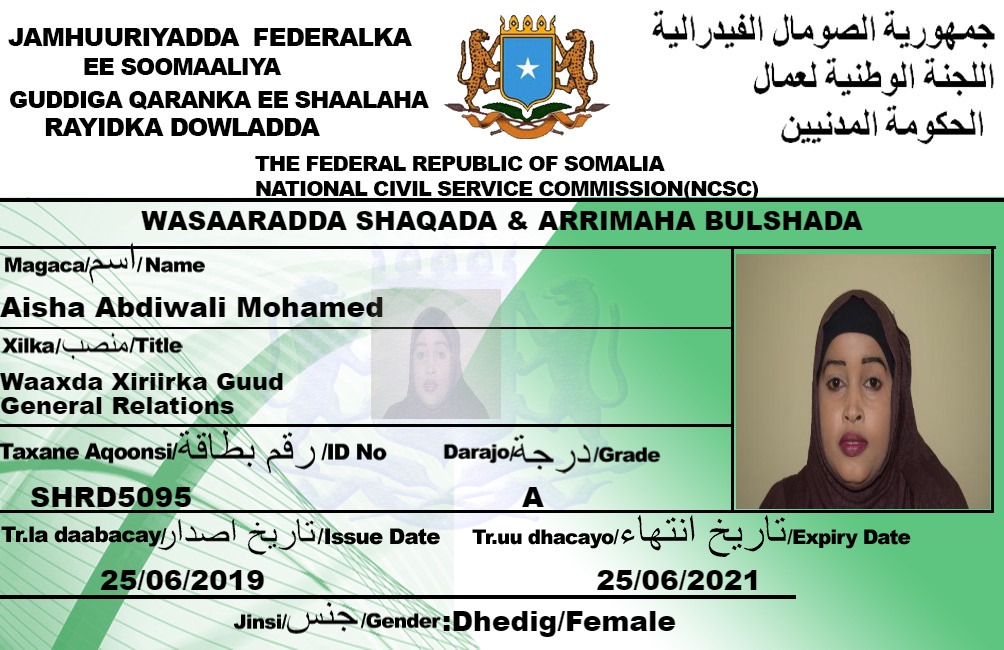 JAMHUURIYADDA FEDERALKA
EE SOOMAALIYA
GUDDIGA QARANKA EE SHAALAHA
RAYIDKA DOWLADDA
جمهورية الصومال الفيدرالية
اللجنة الوطنية لعمال
الحكومة المدنيين
THE FEDERAL REPUBLIC OF SOMALIA
NATIONAL CIVIL SERVICE COMMISSION(NCSC)
WASAARADDA SHAQADA & ARRIMAHA BULSHADA
Magaca/اسم/Name
Aisha Abdiwali Mohamed
Xilka/منصب/Title
Waaxda Xiriirka Guud
General Relations
Taxane Aqoonsi/رقم بطاقة/ID No
Darajo/درجة/Grade
SHRD5095
A
Tr.la daabacay/تاريخ اصدار/Issue Date
Tr.uu dhacayo/تاريخ انتهاء/Expiry Date
25/06/2019
25/06/2021
Jinsi/جنس/Gender:Dhedig/Female